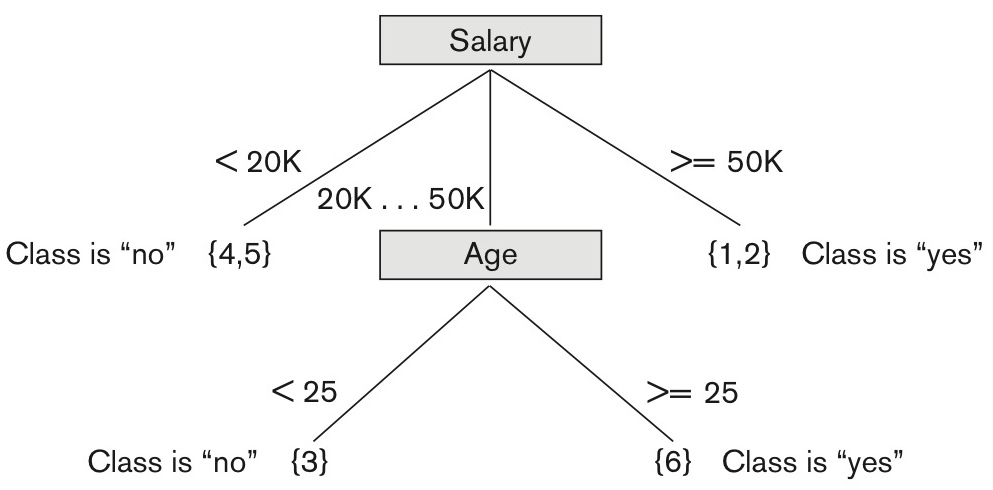 Salary
< 20K
>= 50K
20K . . . 50K
Class is “no” {4,5}
Age
{1,2} Class is “yes”
< 25
>= 25
Class is “no” {3}
{6} Class is “yes”